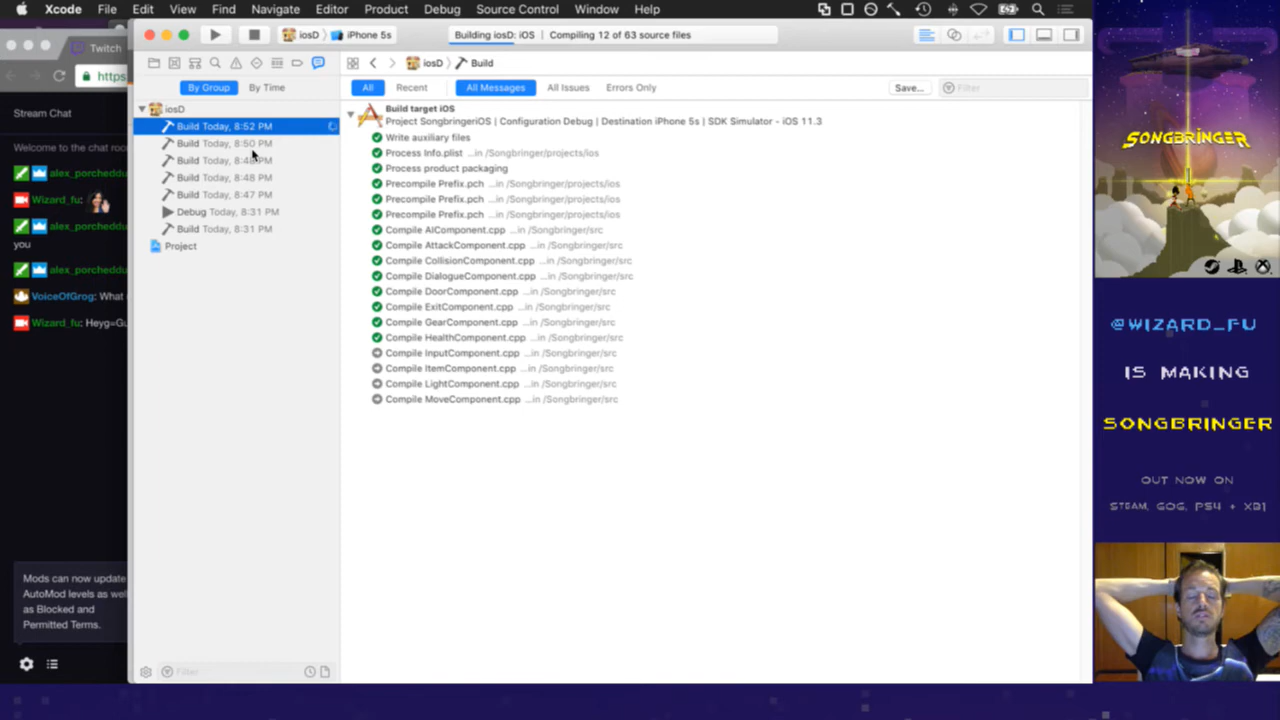 Xcode File Edit View Find Navigate Editor Product Debug Source Control Window Help
Twitch
iosD iPhone 5s
Building iosD: iOS | Compiling 12 of 63 source files
https
Stream Chat
Welcome to the chat roo
alex_porcheddu
Wizard_fu:
alex_porcheddu
you
alex_porcheddu
VoiceOfGrog: What
Wizard_fu: Heyg=Gu
Mods can now update
AutoMod levels as well
as Blocked and
Permitted Terms.
By Group By Time
iosD
Build Today, 8:52 PM
Build Today, 8:50 PM
Build Today, PM
Build Today, 8:48 PM
Build Today, 8:47 PM
Debug Today, 8:31 PM
Build Today, 8:31 PM
Project
Filter
iosD Build
All Recent All Messages All Issues Errors Only Save... Filter
Build target iOS
Project SongbringeriOS | Configuration Debug | Destination iPhone 5s | SDK Simulator - iOS 11.3
Write auxiliary files
Process Info.plist ...in /Songbringer/projects/ios
Process product packaging
Precompile Prefix.pch ...in /Songbringer/projects/ios
Precompile Prefix.pch ...in /Songbringer/projects/ios
Precompile Prefix.pch ...in /Songbringer/projects/ios
Compile AIComponent.cpp ...in /Songbringer/src
Compile AttackComponent.cpp ...in /Songbringer/src
Compile CollisionComponent.cpp ...in /Songbringer/src
Compile DialogueComponent.cpp ...in /Songbringer/src
Compile DoorComponent.cpp ...in /Songbringer/src
Compile ExitComponent.cpp ...in /Songbringer/src
Compile GearComponent.cpp ...in /Songbringer/src
Compile HealthComponent.cpp ...in /Songbringer/src
Compile InputComponent.cpp ...in /Songbringer/src
Compile ItemComponent.cpp ...in /Songbringer/src
Compile LightComponent.cpp ...in /Songbringer/src
Compile MoveComponent.cpp ...in /Songbringer/src
SONGBRINGER
@WIZARD_FU
IS MAKING
SONGBRINGER
OUT NOW ON
STEAM, GOG, PS4 + XB1